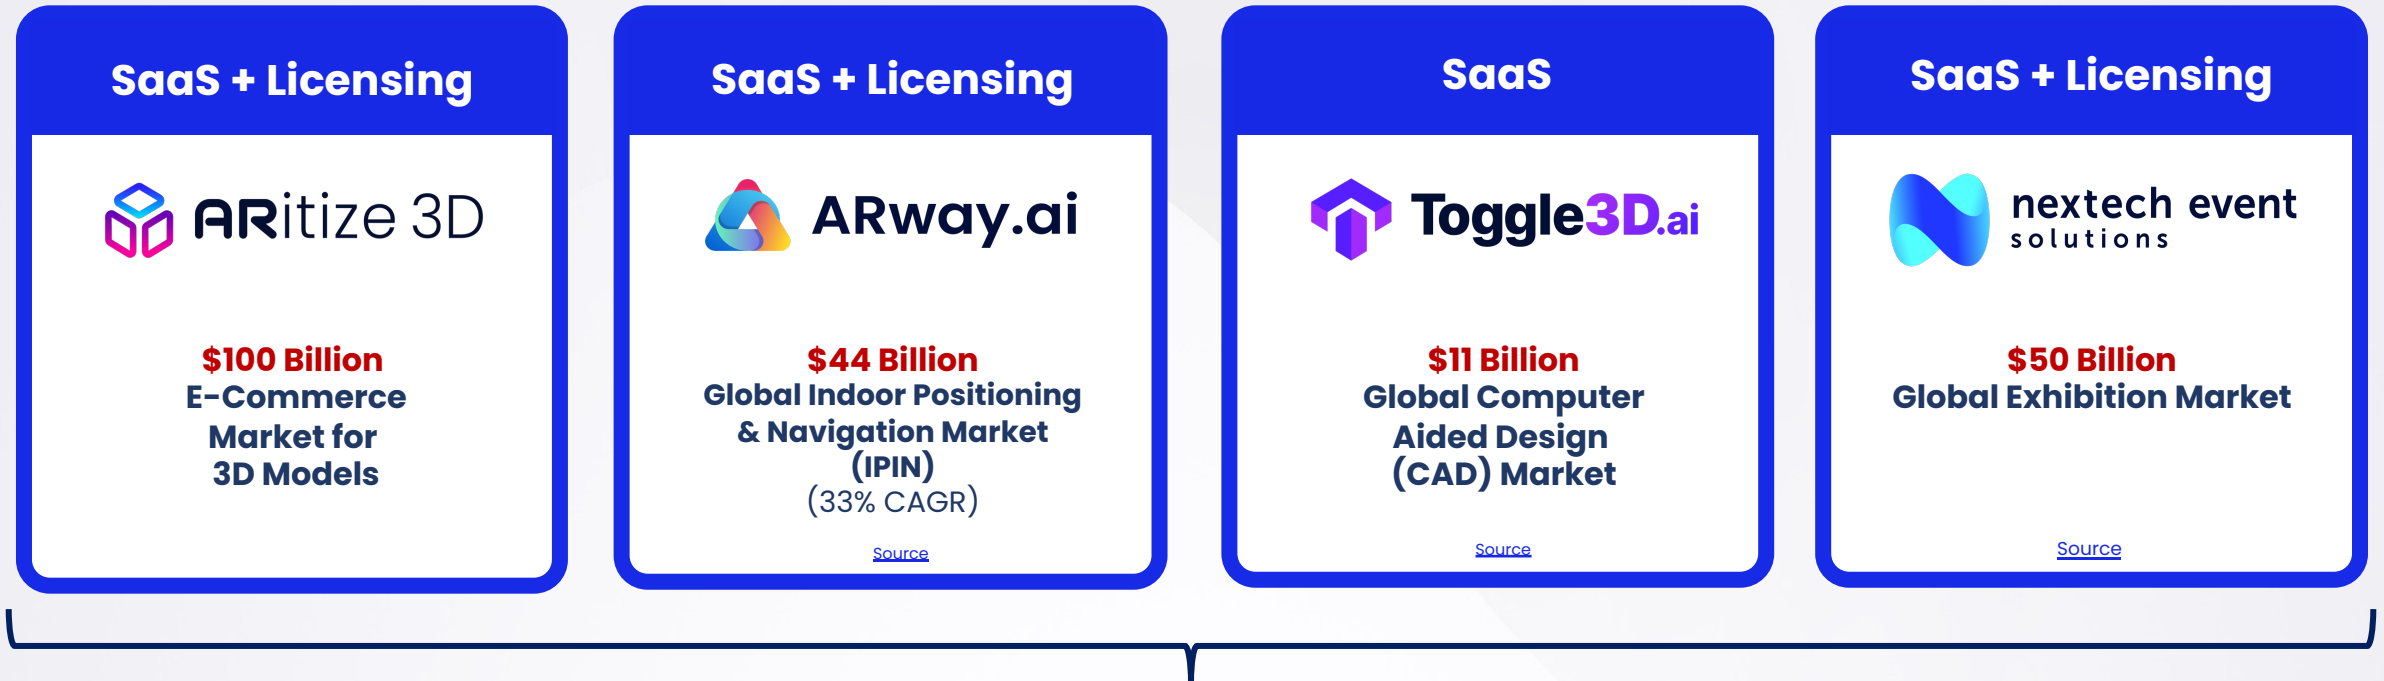 SaaS + Licensing
ARitize 3D
$100 Billion
E-Commerce
Market for
3D Models
SaaS + Licensing
ARway.ai
$44 Billion
Global Indoor Positioning
& Navigation Market
(IPIN)
(33% CAGR)
Source
SaaS
Toggle3D.ai
$11 Billion
Global Computer
Aided Design
(CAD) Market
Source
SaaS + Licensing
nextech event
solutions
$50 Billion
Global Exhibition Market
Source